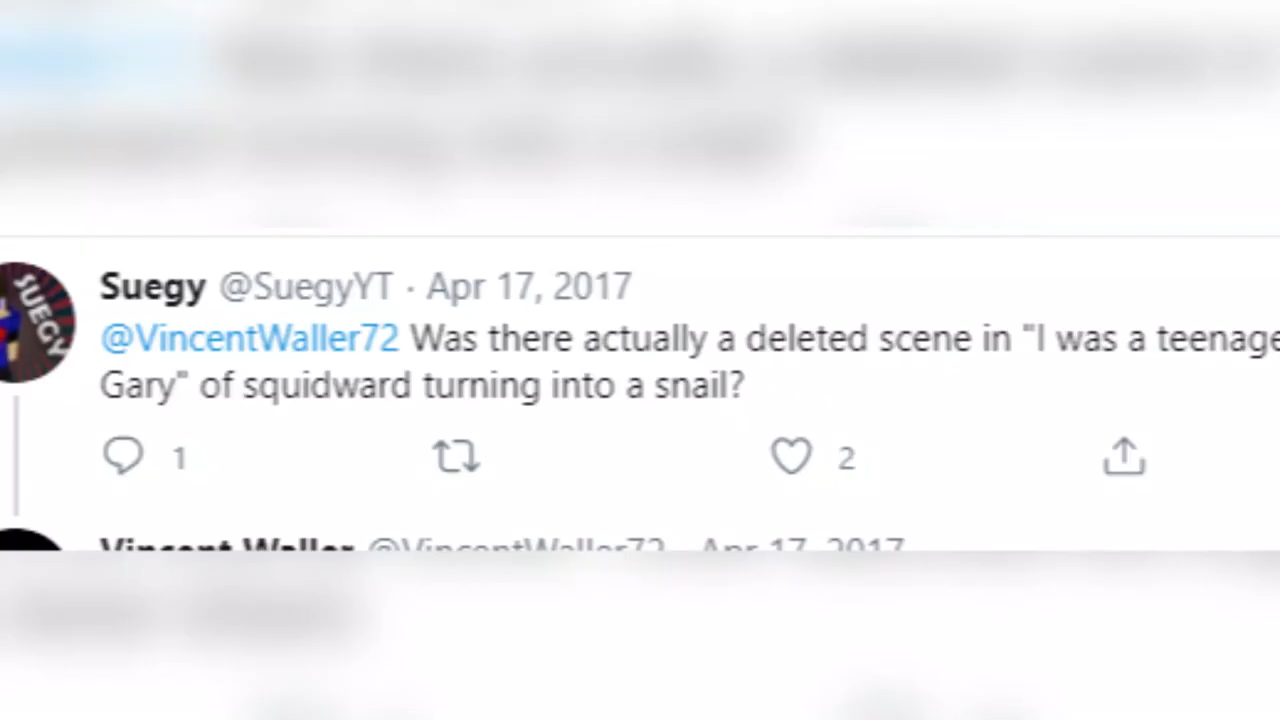 Suegy @SuegyYT · Apr 17, 2017
@VincentWaller72 Was there actually a deleted scene in "I was a teenage
Gary" of squidward turning into a snail?
1 2
Vincent Waller @VincentWaller72 · Apr 17, 2017
SUEGY